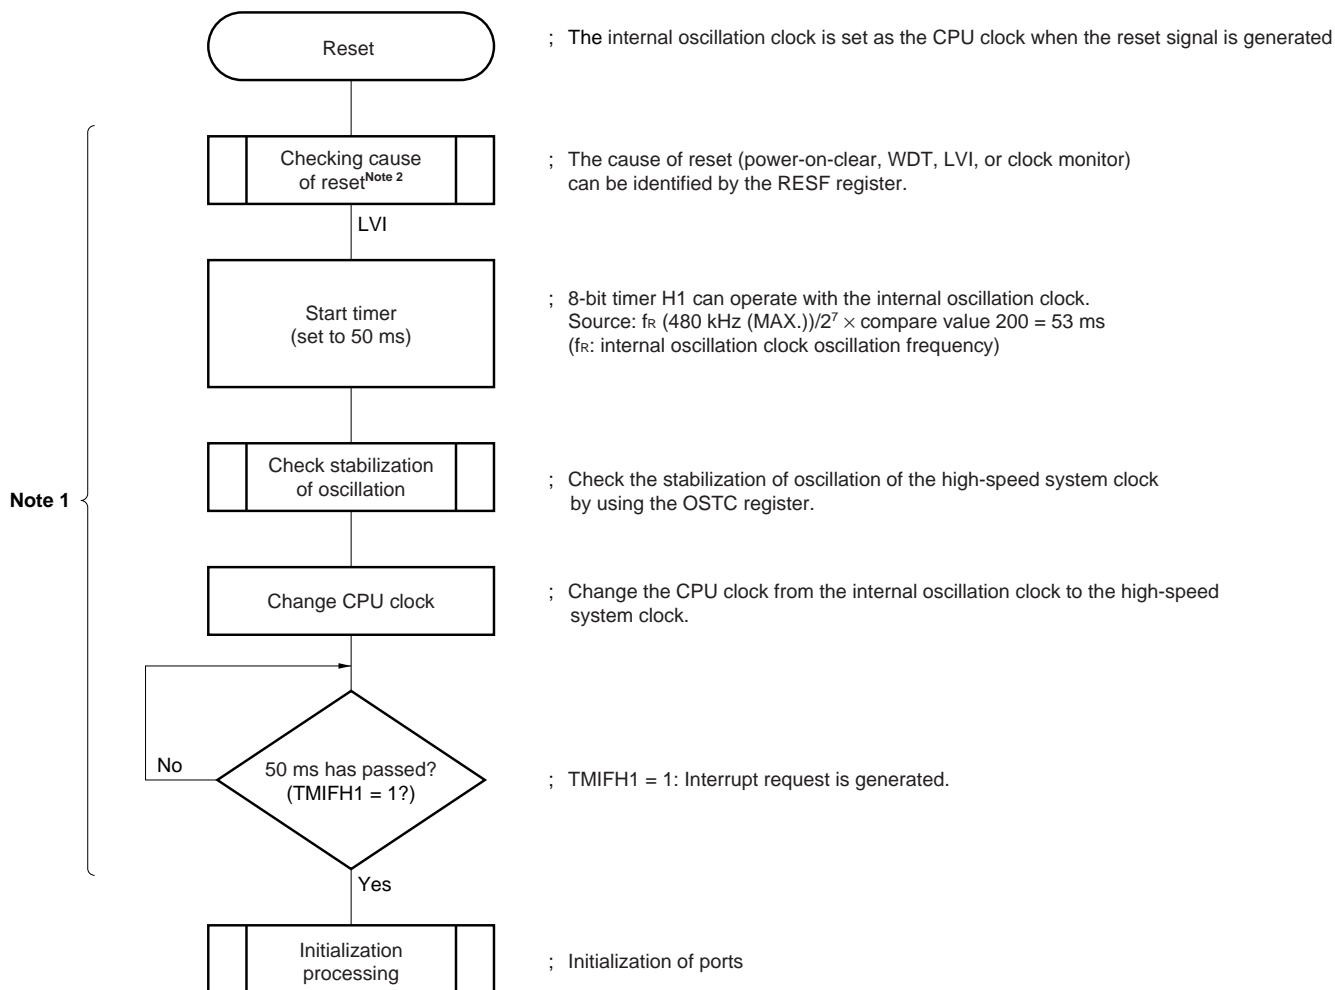 Reset
; The internal oscillation clock is set as the CPU clock when the reset signal is generated
Checking cause
of reset Note 2
; The cause of reset (power-on-clear, WDT, LVI, or clock monitor)
can be identified by the RESF register.
LVI
Start timer
(set to 50 ms)
; 8-bit timer H1 can operate with the internal oscillation clock.
Source: fR (480 kHz (MAX.))/2⁷ × compare value 200 = 53 ms
(fR: internal oscillation clock oscillation frequency)
Check stabilization
of oscillation
; Check the stabilization of oscillation of the high-speed system clock
by using the OSTC register.
Note 1
Change CPU clock
; Change the CPU clock from the internal oscillation clock to the high-speed
system clock.
No
50 ms has passed?
(TMIFH1 = 1?)
; TMIFH1 = 1: Interrupt request is generated.
Yes
Initialization
processing
; Initialization of ports